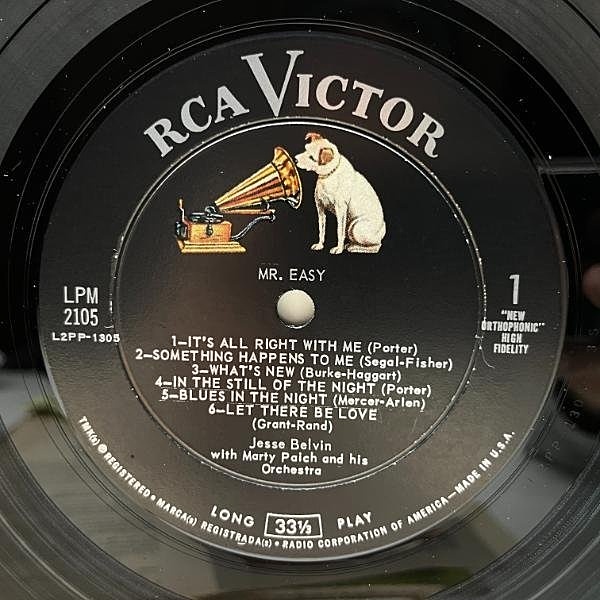 RCA VICTOR
MR. EASY
LPM
2105
L2PP-1305
1
"NEW
ORTHOPHONIC"
HIGH
FIDELITY
1—IT'S ALL RIGHT WITH ME (Porter)
2—SOMETHING HAPPENS TO ME (Segal-Fisher)
3—WHAT'S NEW (Burke-Haggart)
4—IN THE STILL OF THE NIGHT (Porter)
5—BLUES IN THE NIGHT (Mercer-Arlen)
6—LET THERE BE LOVE
(Grant-Rand)
Jesse Belvin
with Marty Paich and his
Orchestra
LONG 33⅓ PLAY
TMK(s) ® REGISTERED • MARCA(s) REGISTRADA(s) • RADIO CORPORATION OF AMERICA—MADE IN U.S.A.